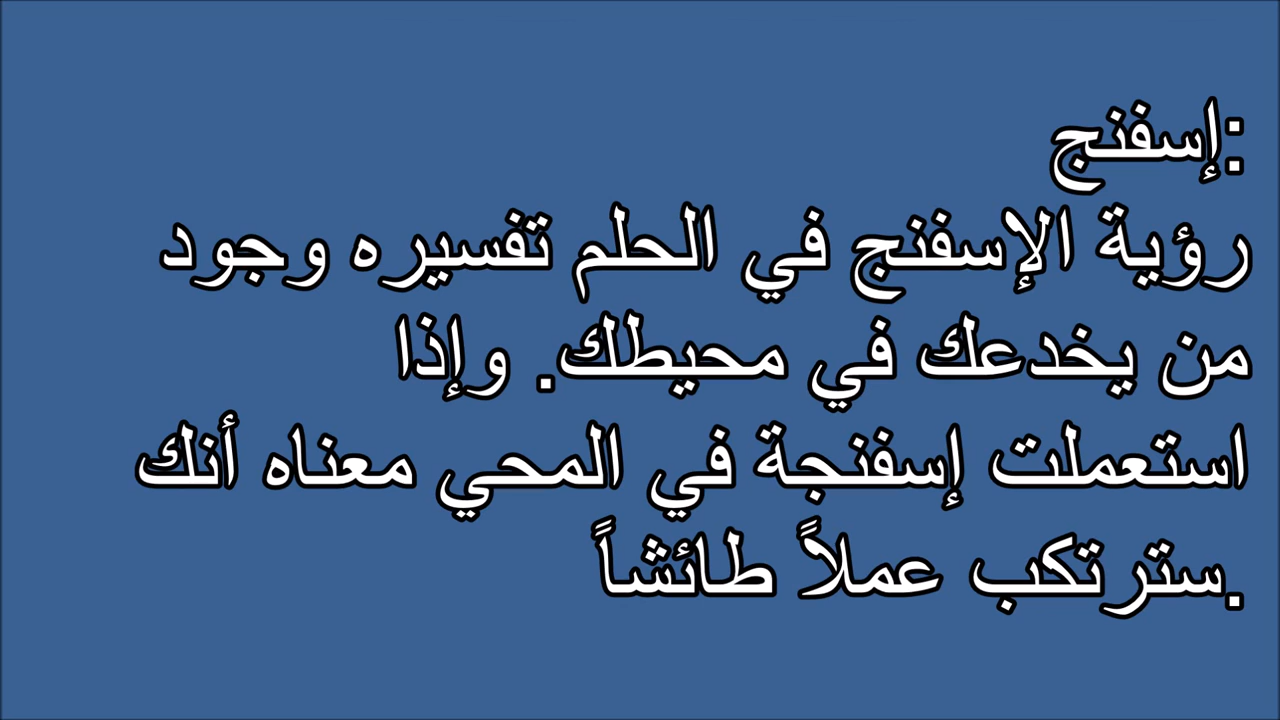 إسفنج:
رؤية الإسفنج في الحلم تفسيره وجود
من يخدعك في محيطك. وإذا
استعملت إسفنجة في المحي معناه أنك
سترتكب عملاً طائشاً.